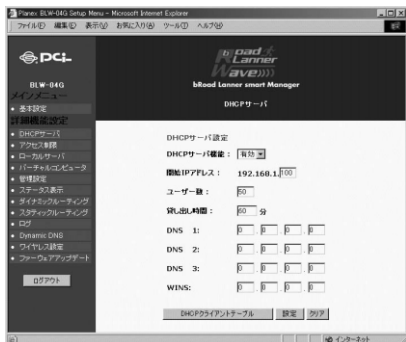 Planex BLW-04G Setup Menu - Microsoft Internet Explorer
ファイル(F) 編集(E) 表示(V) お気に入り(A) ツール(T) ヘルプ(H)
PCi
BLW-04G
メインメニュー
基本設定
詳細機能設定
DHCPサーバ
アクセス制限
ローカルサーバ
バーチャルコンピュータ
管理設定
ステータス表示
ダイナミックルーティング
スタティックルーティング
ログ
Dynamic DNS
ワイヤレス設定
ファームウェアアップデート
ログアウト
Broad Lanner Wave
bRoad Lanner smart Manager
DHCPサーバ
DHCPサーバ設定
DHCPサーバ機能: 有効
開始IPアドレス: 192.168.1. 100
ユーザー数: 50
貸し出し時間: 60 分
DNS 1: 0 . 0 . 0 . 0
DNS 2: 0 . 0 . 0 . 0
DNS 3: 0 . 0 . 0 . 0
WINS: 0 . 0 . 0 . 0
DHCPクライアントテーブル 設定 クリア
インターネット